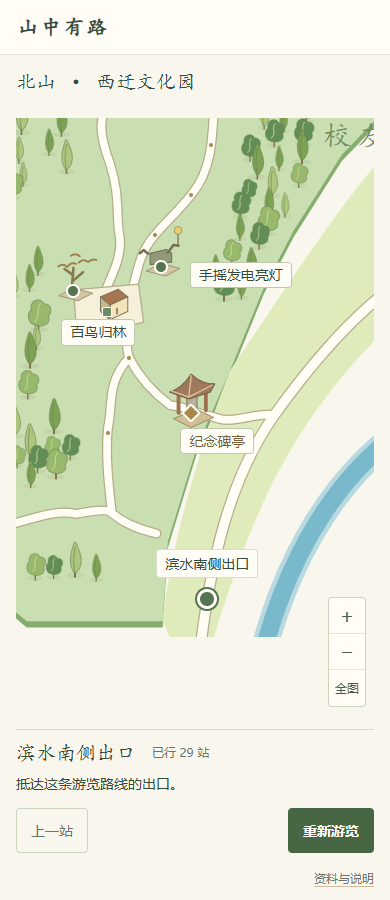 山中有路
北山 • 西迁文化园
校友
手摇发电亮灯
百鸟归林
纪念碑亭
滨水南侧出口
+
−
全图
滨水南侧出口 已行 29 站
抵达这条游览路线的出口。
上一站 重新游览
资料与说明